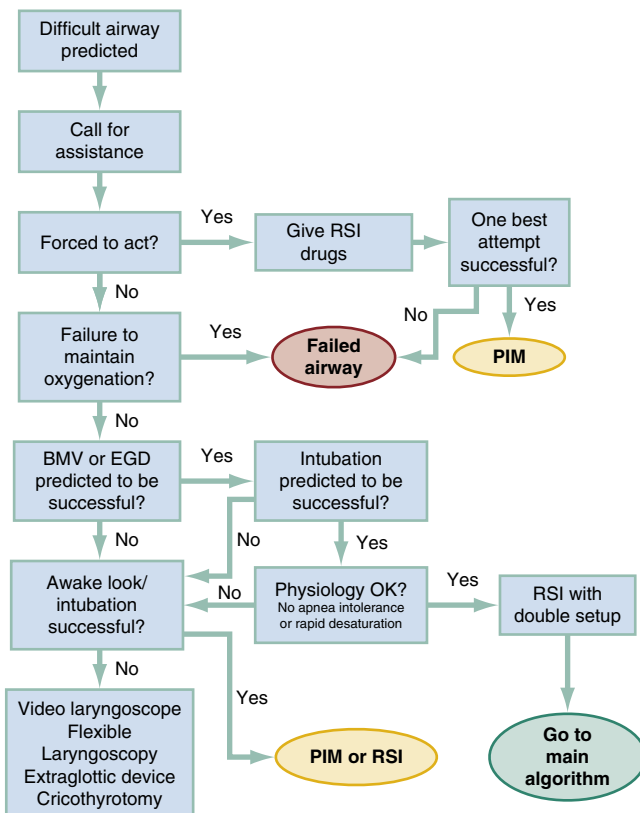 Difficult airway
predicted
Call for
assistance
Forced to act?
Yes
Give RSI
drugs
One best
attempt
successful?
No
No
Yes
Failure to
maintain
oxygenation?
Yes
Failed
airway
PIM
No
BMV or EGD
predicted to be
successful?
Yes
Intubation
predicted to be
successful?
No
No
Yes
Awake look/
intubation
successful?
No
Physiology OK?
No apnea intolerance
or rapid desaturation
Yes
RSI with
double setup
No
Yes
Video laryngoscope
Flexible
Laryngoscopy
Extraglottic device
Cricothyrotomy
PIM or RSI
Go to
main
algorithm